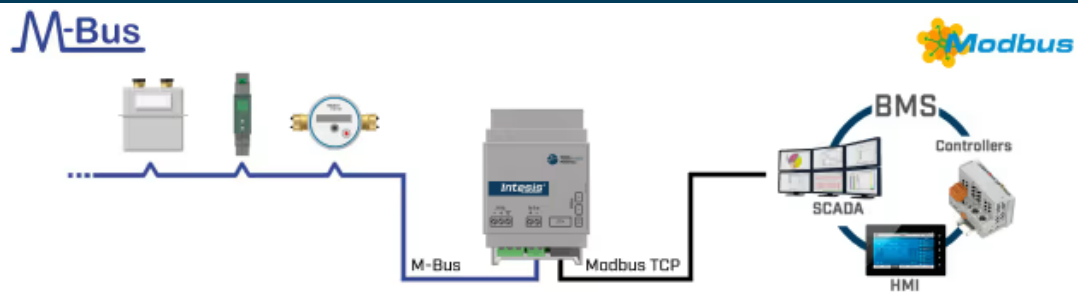 M-Bus
Modbus
BMS
Controllers
SCADA
Intesis
M-Bus
Modbus TCP
HMI